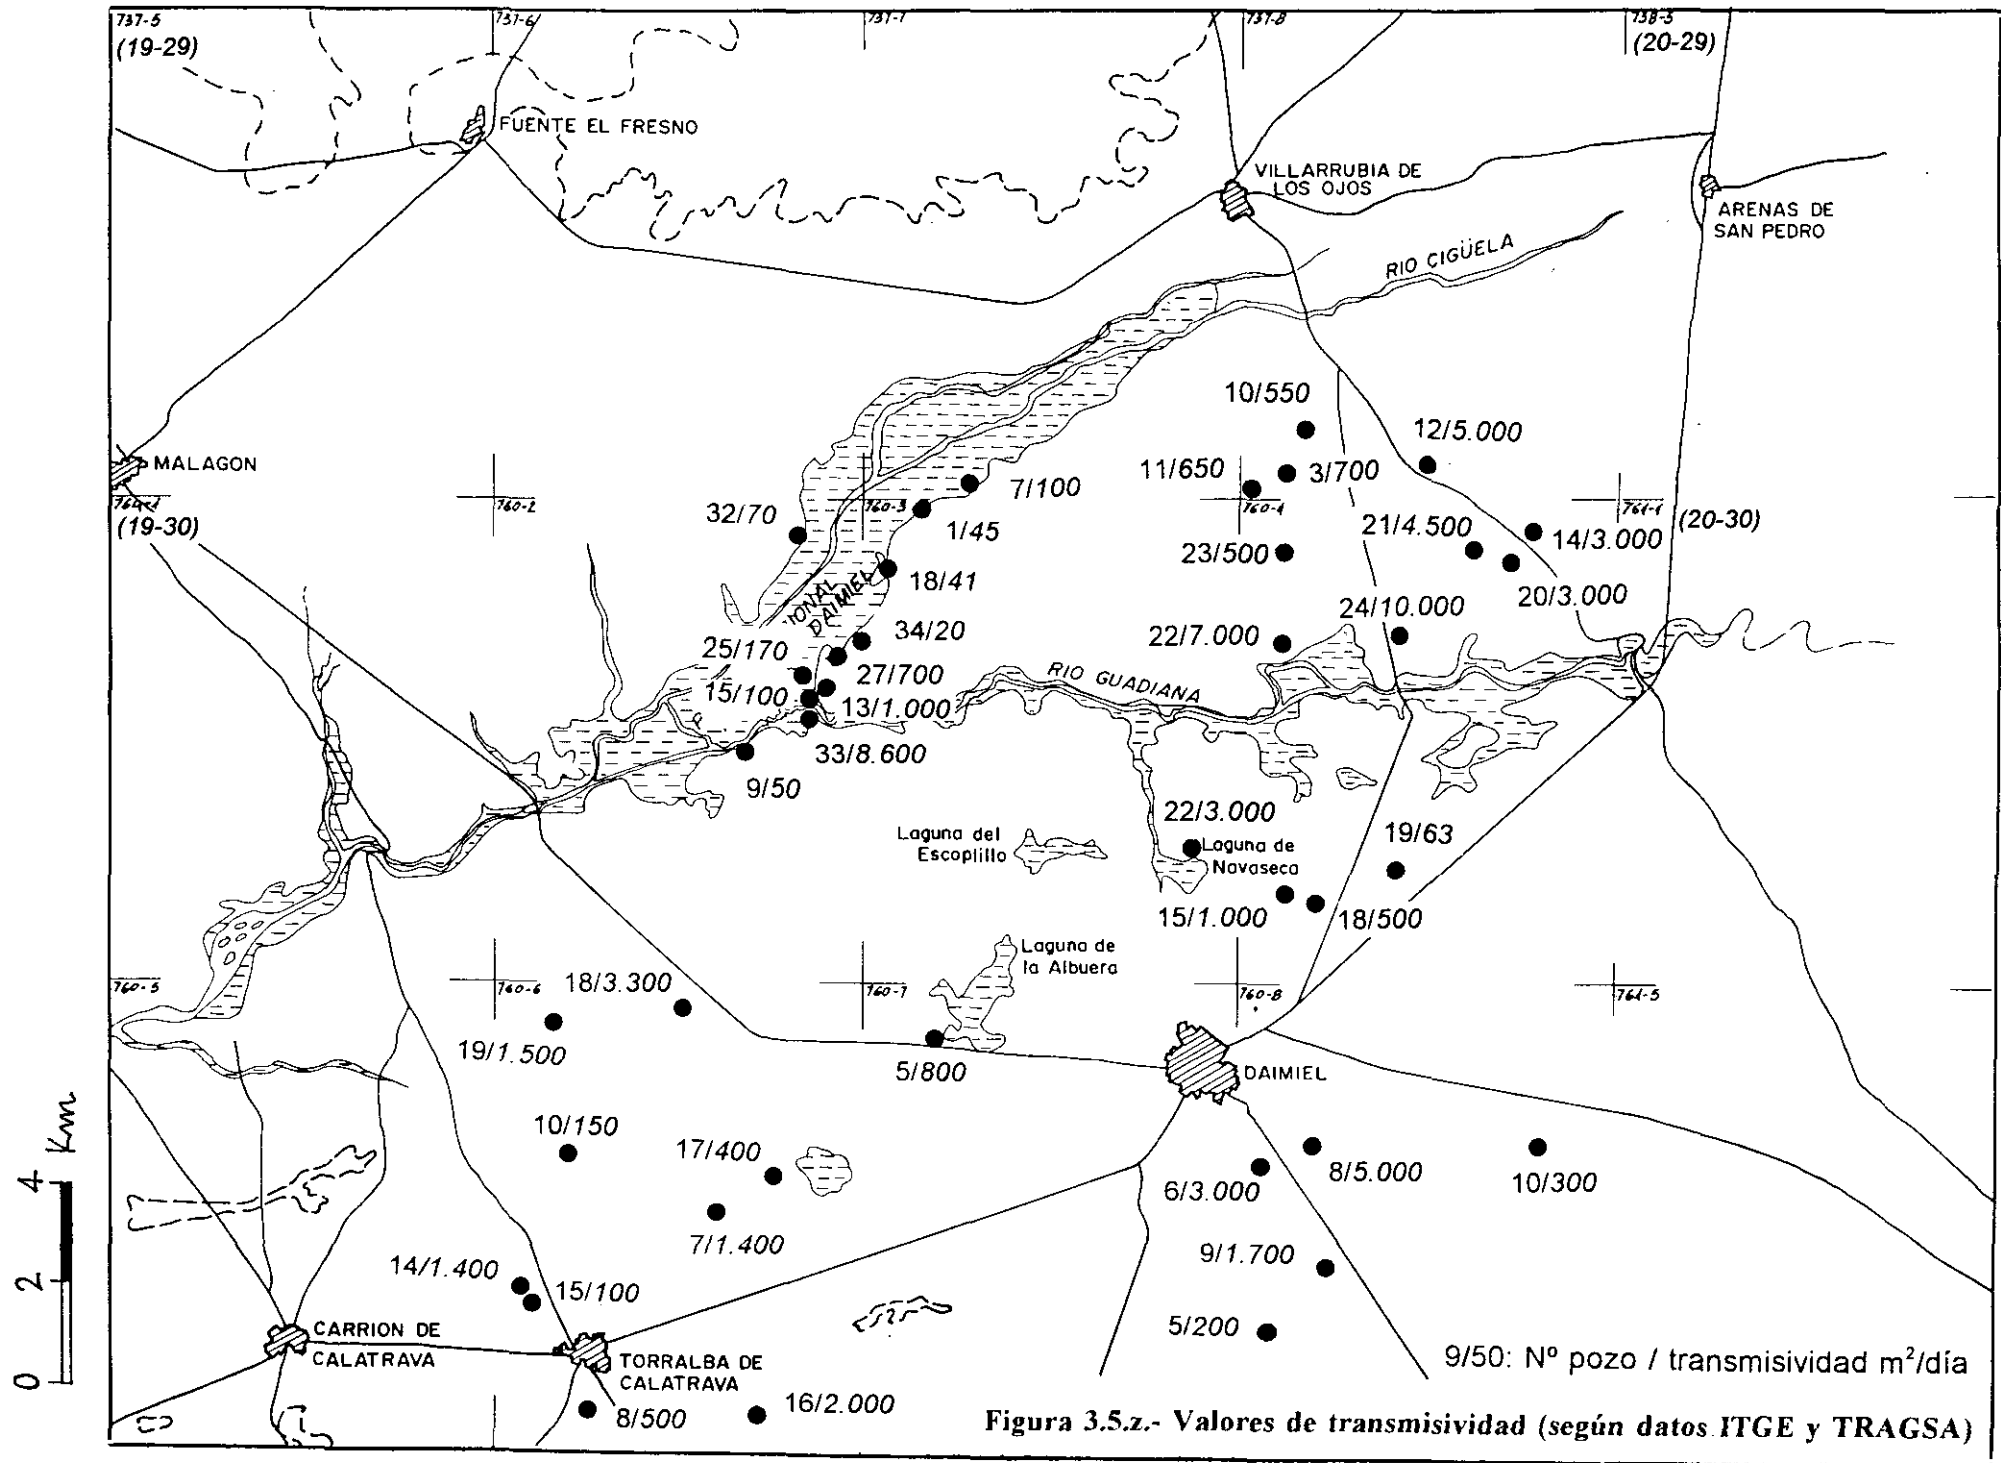 737-5
737-6
737-7
737-8
738-5
(19-29)
(20-29)
FUENTE EL FRESNO
VILLARRUBIA DE
LOS OJOS
ARENAS DE
SAN PEDRO
RIO CIGÜELA
10/550
12/5.000
MALAGON
11/650
3/700
7/100
760-2
760-3
760-4
761-1
(19-30)
(20-30)
32/70
1/45
21/4.500
14/3.000
23/500
18/41
20/3.000
IONAL
DAIMIEL
24/10.000
34/20
22/7.000
25/170
27/700
RIO GUADIANA
15/100
13/1.000
33/8.600
9/50
22/3.000
19/63
Laguna del
Escoplillo
Laguna de
Navaseca
15/1.000
18/500
Laguna de
la Albuera
760-5
760-6
760-7
760-8
761-5
18/3.300
19/1.500
5/800
DAIMIEL
Km
4
2
0
10/150
17/400
8/5.000
10/300
6/3.000
7/1.400
9/1.700
14/1.400
15/100
CARRION DE
CALATRAVA
5/200
TORRALBA DE
CALATRAVA
9/50: Nº pozo / transmisividad m²/día
8/500
16/2.000
Figura 3.5.z.- Valores de transmisividad (según datos ITGE y TRAGSA)